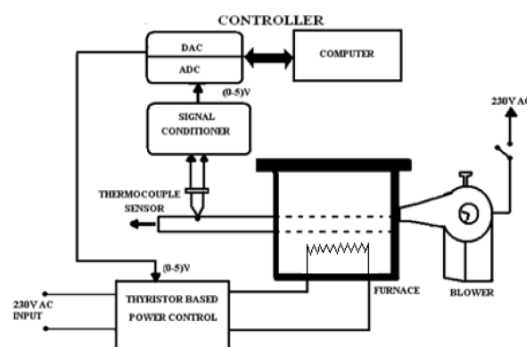 CONTROLLER
DAC
ADC
COMPUTER
(0-5)V
SIGNAL
CONDITIONER
230V AC
THERMOCOUPLE
SENSOR
(0-5)V
FURNACE
BLOWER
230V AC
INPUT
THYRISTOR BASED
POWER CONTROL